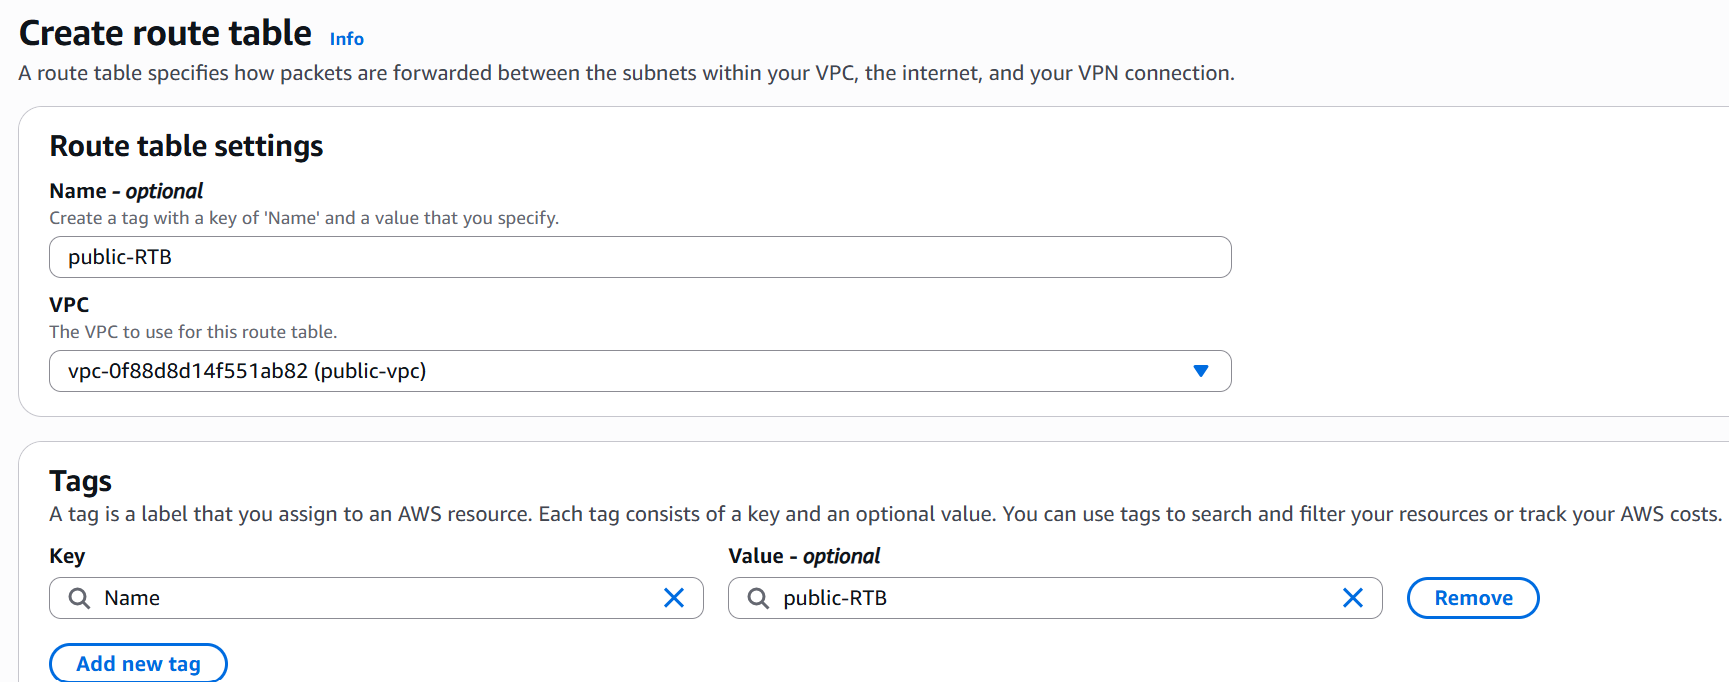 Create route table Info
A route table specifies how packets are forwarded between the subnets within your VPC, the internet, and your VPN connection.
Route table settings
Name - optional
Create a tag with a key of 'Name' and a value that you specify.
public-RTB
VPC
The VPC to use for this route table.
vpc-0f88d8d14f551ab82 (public-vpc)
Tags
A tag is a label that you assign to an AWS resource. Each tag consists of a key and an optional value. You can use tags to search and filter your resources or track your AWS costs.
Key Value - optional
Name public-RTB Remove
Add new tag